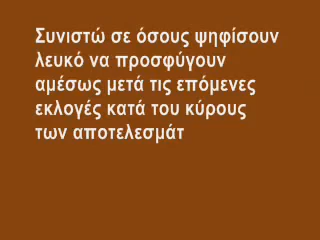 Συνιστώ σε όσους ψηφίσουν
λευκό να προσφύγουν
αμέσως μετά τις επόμενες
εκλογές κατά του κύρους
των αποτελεσμάτ